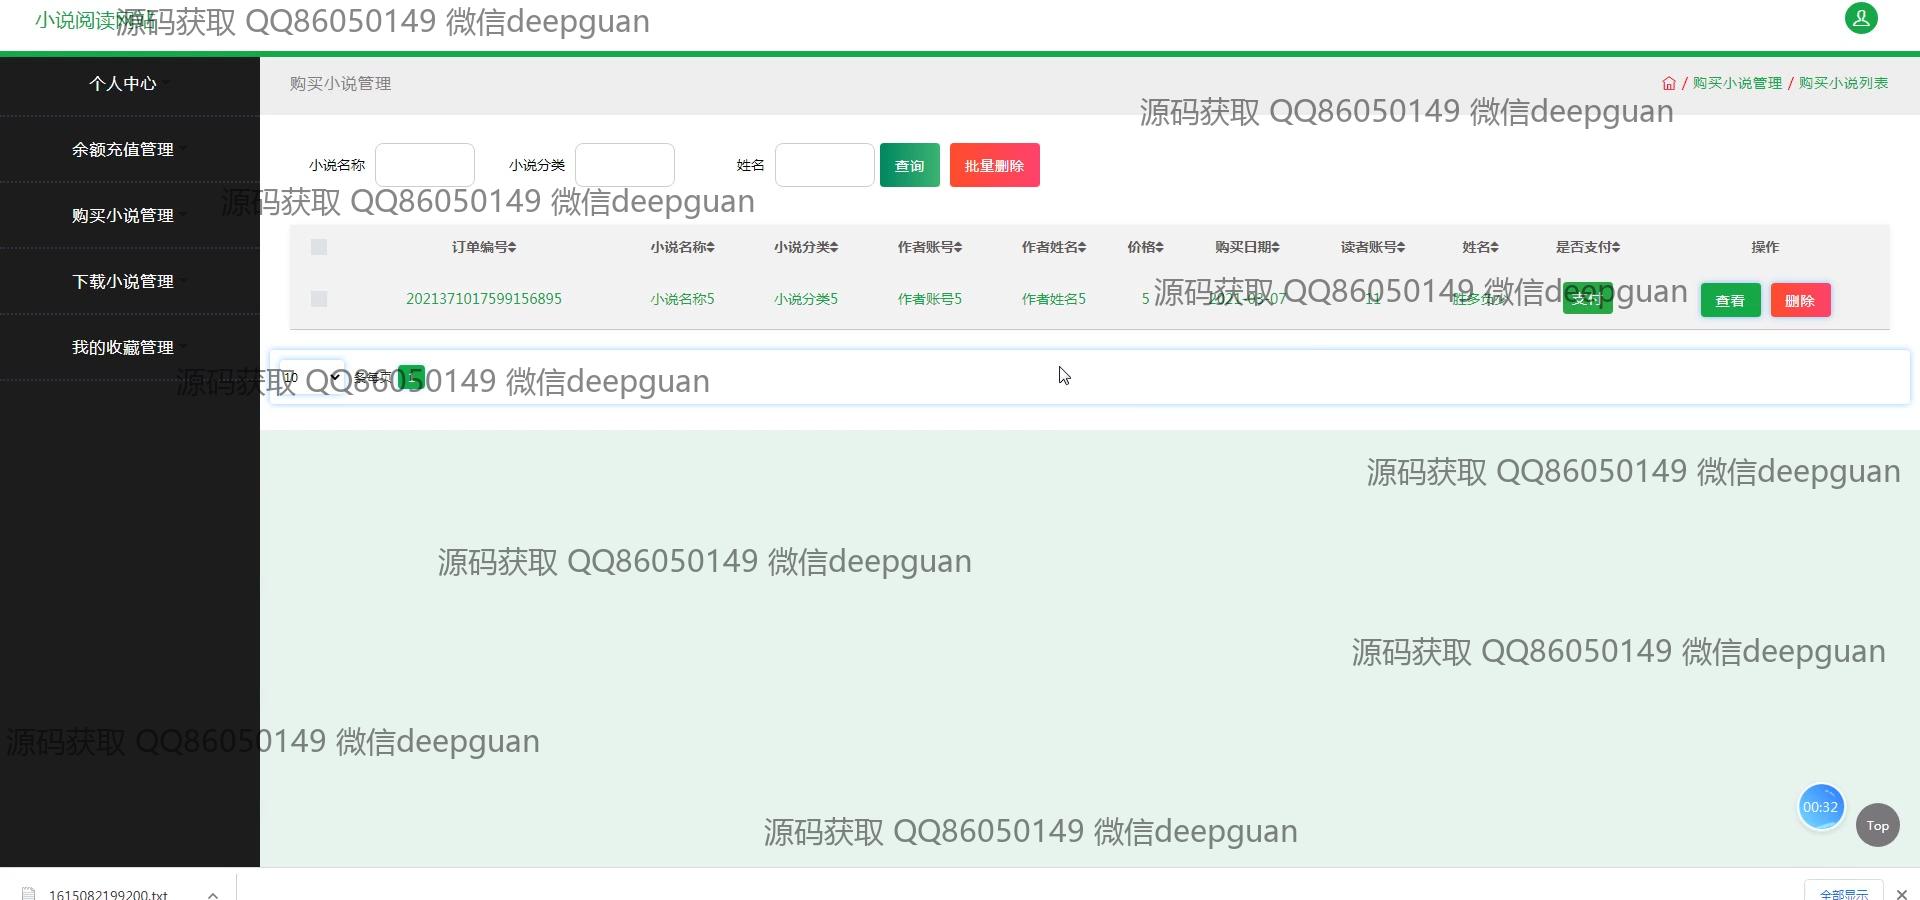 小说阅读网站
源码获取 QQ86050149 微信deepguan
个人中心
余额充值管理
购买小说管理
下载小说管理
我的收藏管理
购买小说管理
/ 购买小说管理 / 购买小说列表
源码获取 QQ86050149 微信deepguan
小说名称 小说分类 姓名 查询 批量删除
源码获取 QQ86050149 微信deepguan
订单编号 小说名称 小说分类 作者账号 作者姓名 价格 购买日期 读者账号 姓名 是否支付 操作
2021371017599156895 小说名称5 小说分类5 作者账号5 作者姓名5 5 2021-03-07 11 支付 查看 删除
源码获取 QQ86050149 微信deepguan
10 条每页 1
源码获取 QQ86050149 微信deepguan
源码获取 QQ86050149 微信deepguan
源码获取 QQ86050149 微信deepguan
源码获取 QQ86050149 微信deepguan
源码获取 QQ86050149 微信deepguan
00:32
Top
源码获取 QQ86050149 微信deepguan
1615082199200.txt
全部显示